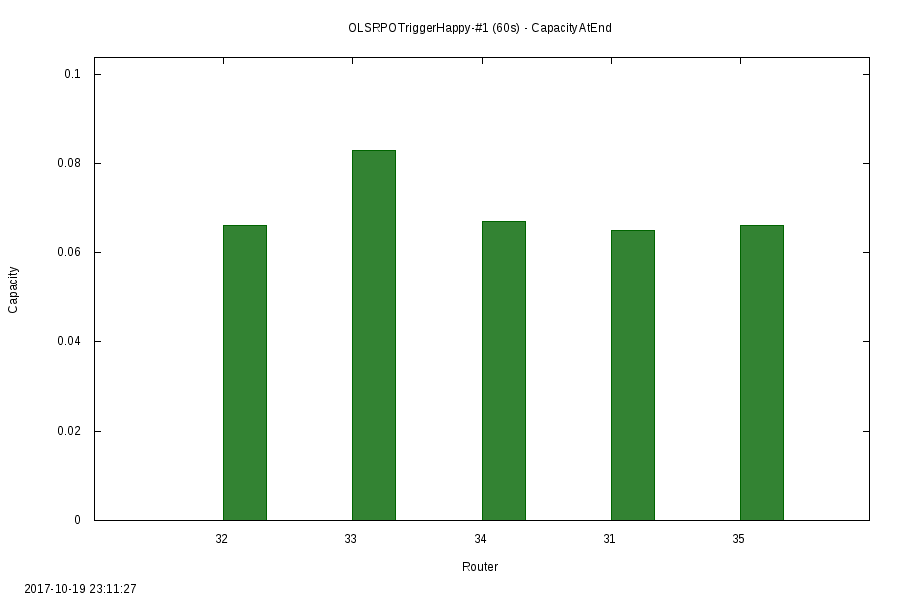 OLSRPOTriggerHappy-#1 (60s) - CapacityAtEnd
0.1
0.08
0.06
0.04
0.02
0
Capacity
32 33 34 31 35
Router
2017-10-19 23:11:27